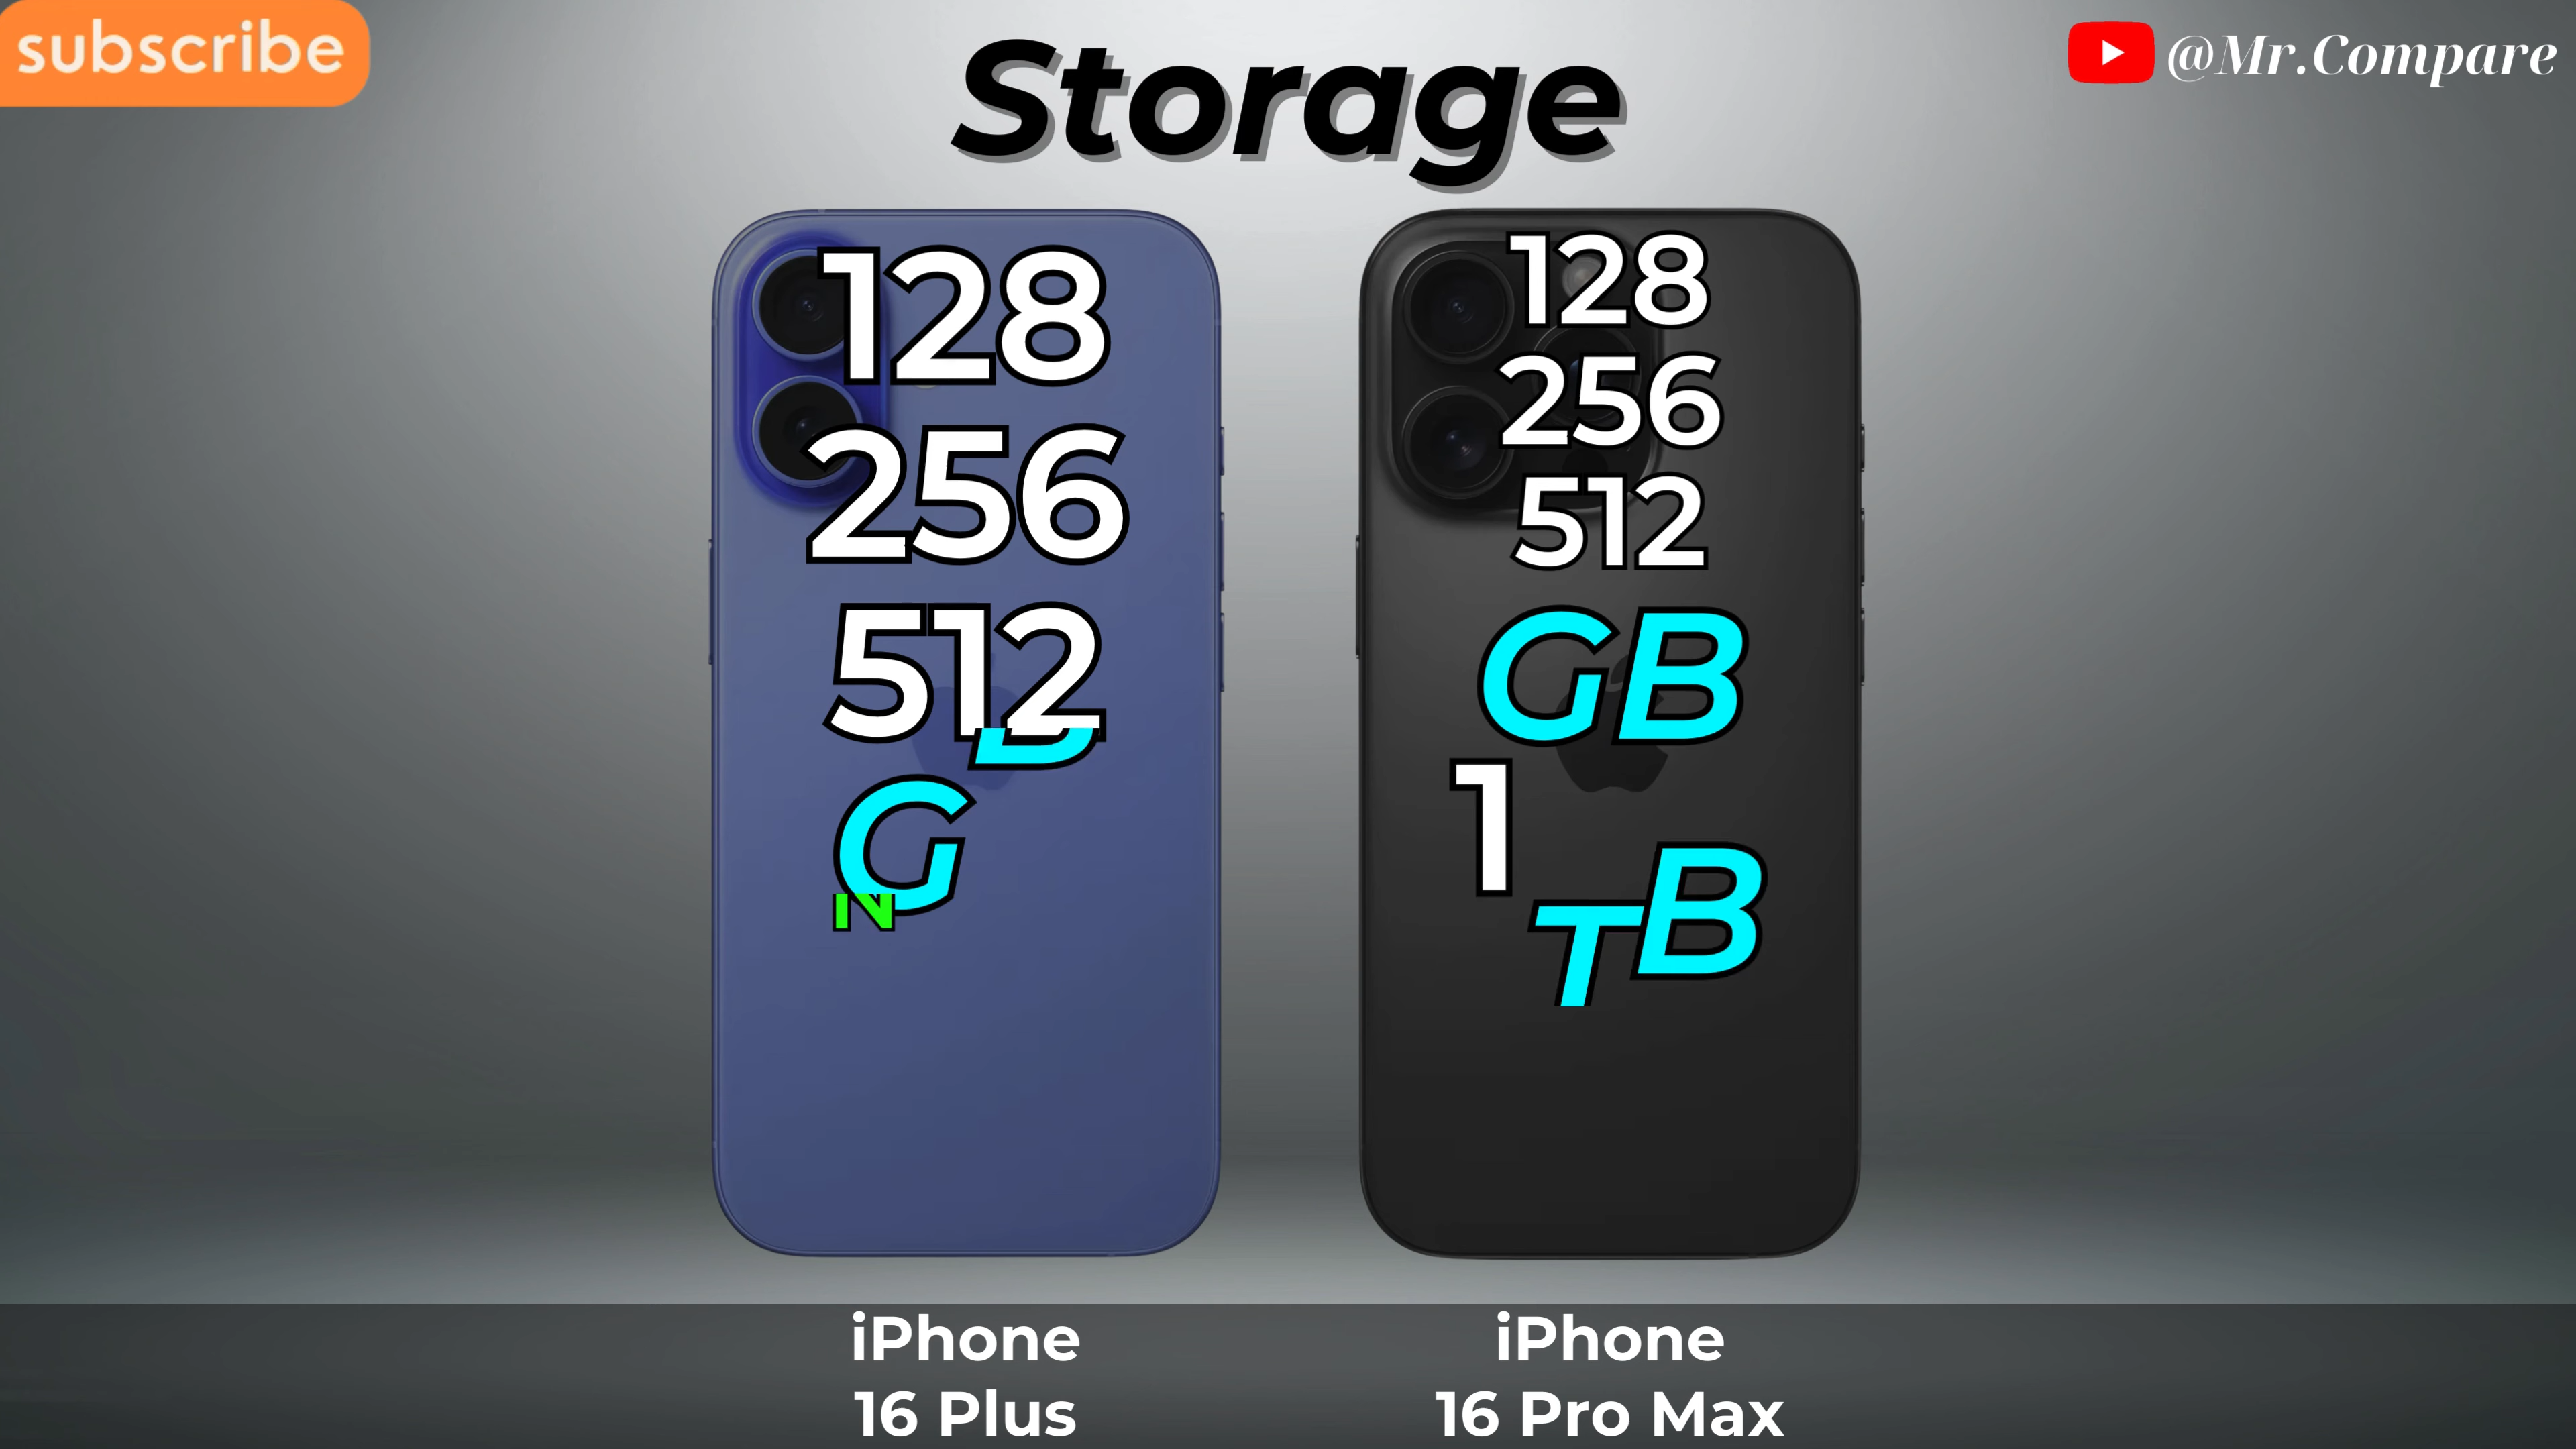 subscribe
Storage
@Mr.Compare
128
256
512
G
N
128
256
512
GB
1
TB
iPhone
16 Plus
iPhone
16 Pro Max